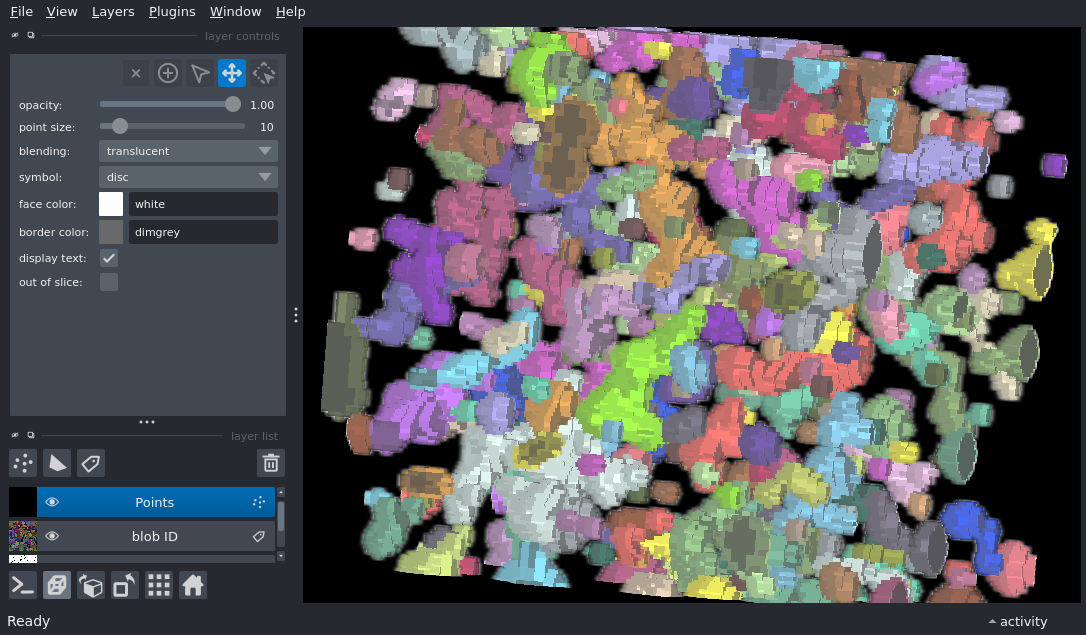 File View Layers Plugins Window Help
layer controls
opacity: 1.00
point size: 10
blending: translucent
symbol: disc
face color: white
border color: dimgrey
display text:
out of slice:
layer list
Points
blob ID
Ready
activity